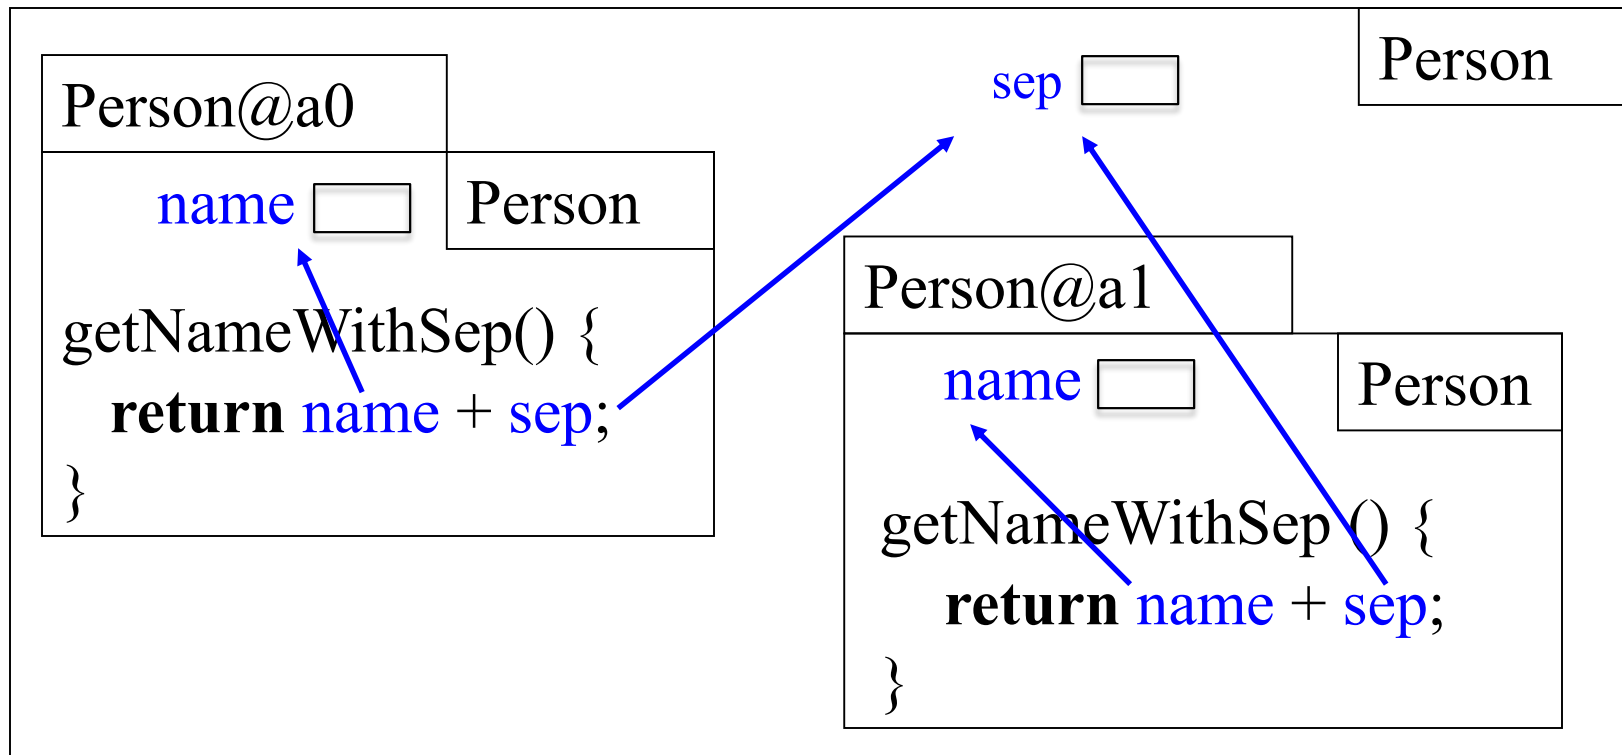 sep
Person
Person@a0
name
Person
getNameWithSep() {
return name + sep;
}
Person@a1
name
Person
getNameWithSep () {
return name + sep;
}